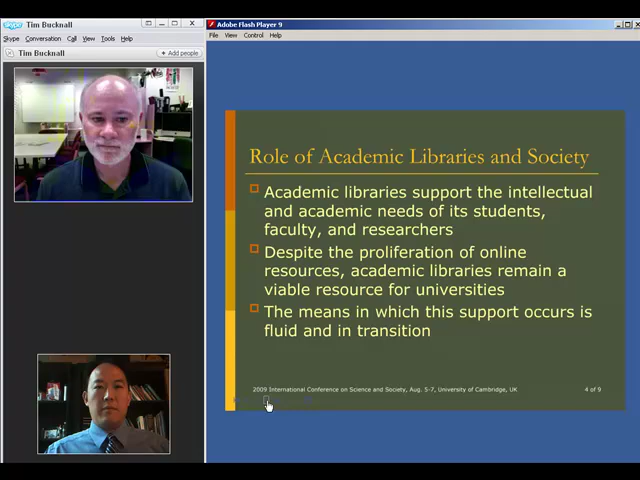 Tim Bucknall
Skype Conversation Call View Tools Help
Tim Bucknall
Add people
Adobe Flash Player 9
File View Control Help
Role of Academic Libraries and Society
Academic libraries support the intellectual
and academic needs of its students,
faculty, and researchers
Despite the proliferation of online
resources, academic libraries remain a
viable resource for universities
The means in which this support occurs is
fluid and in transition
2009 International Conference on Science and Society, Aug. 5-7, University of Cambridge, UK
4 of 9